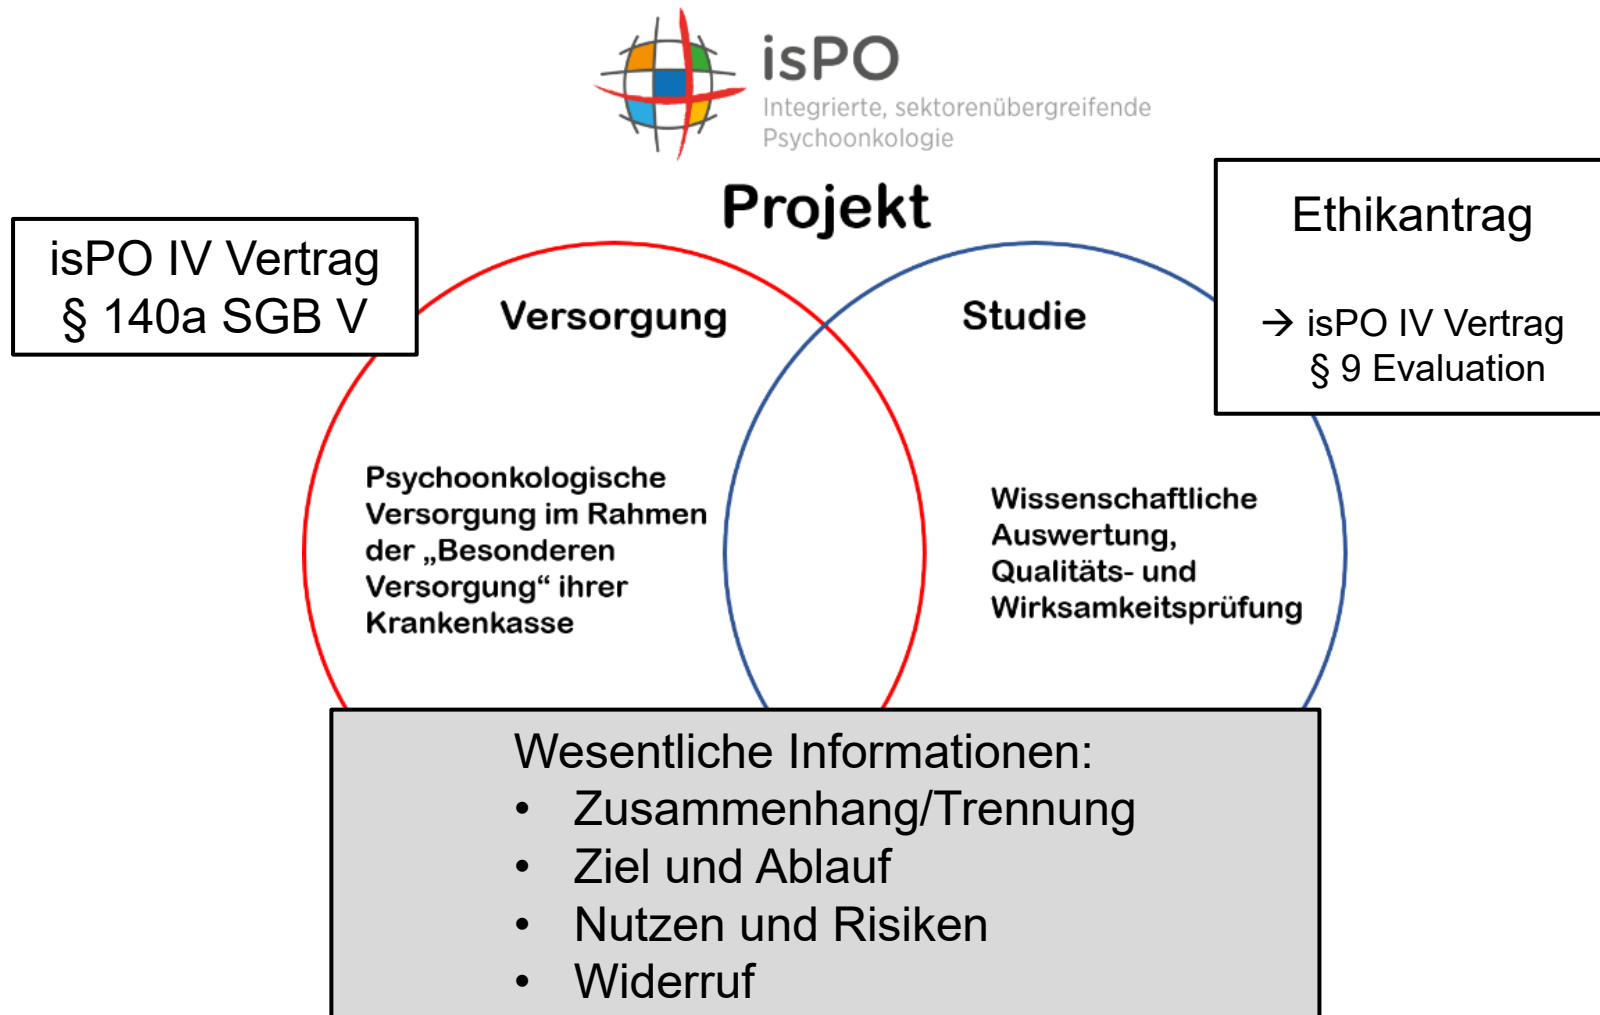 isPO
Integrierte, sektorenübergreifende
Psychoonkologie
Projekt
isPO IV Vertrag
§ 140a SGB V
Ethikantrag
→ isPO IV Vertrag
§ 9 Evaluation
Versorgung
Studie
Psychoonkologische
Versorgung im Rahmen
der „Besonderen
Versorgung“ ihrer
Krankenkasse
Wissenschaftliche
Auswertung,
Qualitäts- und
Wirksamkeitsprüfung
Wesentliche Informationen:
• Zusammenhang/Trennung
• Ziel und Ablauf
• Nutzen und Risiken
• Widerruf